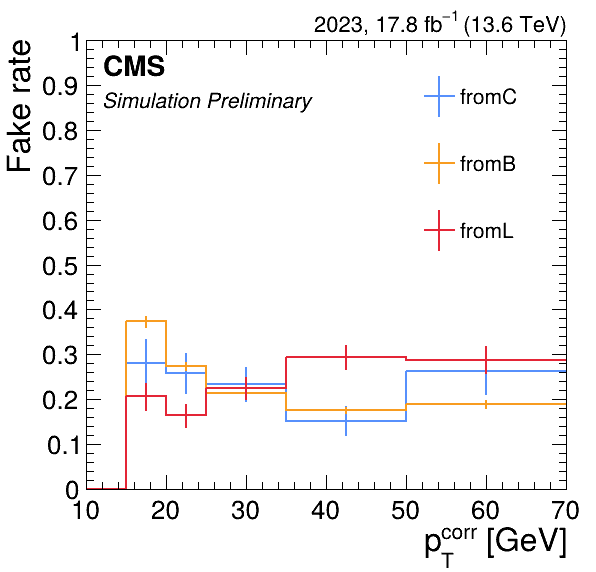 2023, 17.8 fb⁻¹ (13.6 TeV)
Fake rate
CMS
Simulation Preliminary
fromC
fromB
fromL
1
0.9
0.8
0.7
0.6
0.5
0.4
0.3
0.2
0.1
0
10 20 30 40 50 60 70
p_T^corr [GeV]